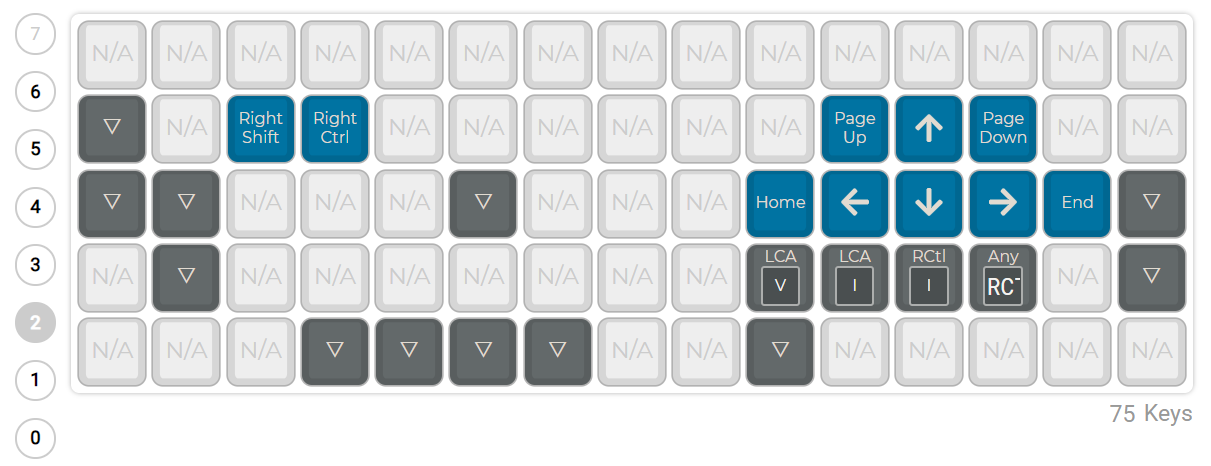 7
N/A N/A N/A N/A N/A N/A N/A N/A N/A N/A N/A N/A N/A N/A N/A
6
▽ N/A Right Shift Right Ctrl N/A N/A N/A N/A N/A N/A Page Up ↑ Page Down N/A N/A
5
4
▽ ▽ N/A N/A N/A ▽ N/A N/A N/A Home ← ↓ → End ▽
3
N/A ▽ N/A N/A N/A N/A N/A N/A N/A LCA V LCA I RCtl I Any RC- N/A ▽
2
N/A N/A N/A ▽ ▽ ▽ ▽ N/A N/A ▽ N/A N/A N/A N/A N/A
1
75 Keys
0